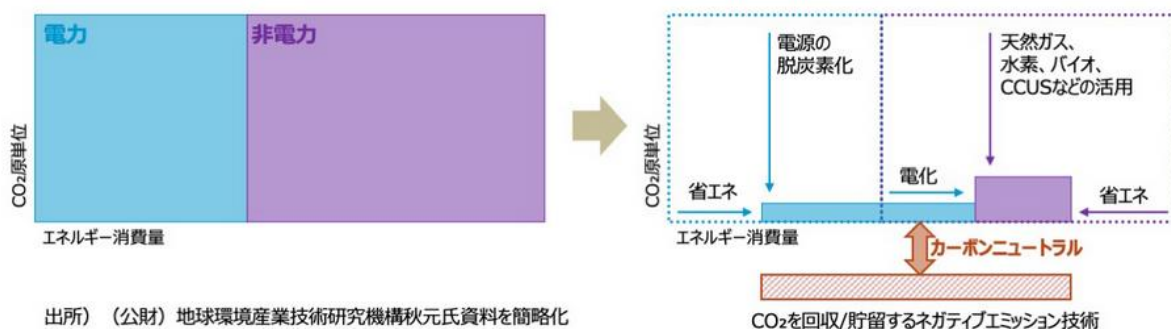 電力
非電力
CO₂原単位
エネルギー消費量
電源の
脱炭素化
天然ガス、
水素、バイオ、
CCUSなどの活用
CO₂原単位
省エネ
電化
省エネ
エネルギー消費量
カーボンニュートラル
出所）（公財）地球環境産業技術研究機構秋元氏資料を簡略化
CO₂を回収/貯留するネガティブエミッション技術